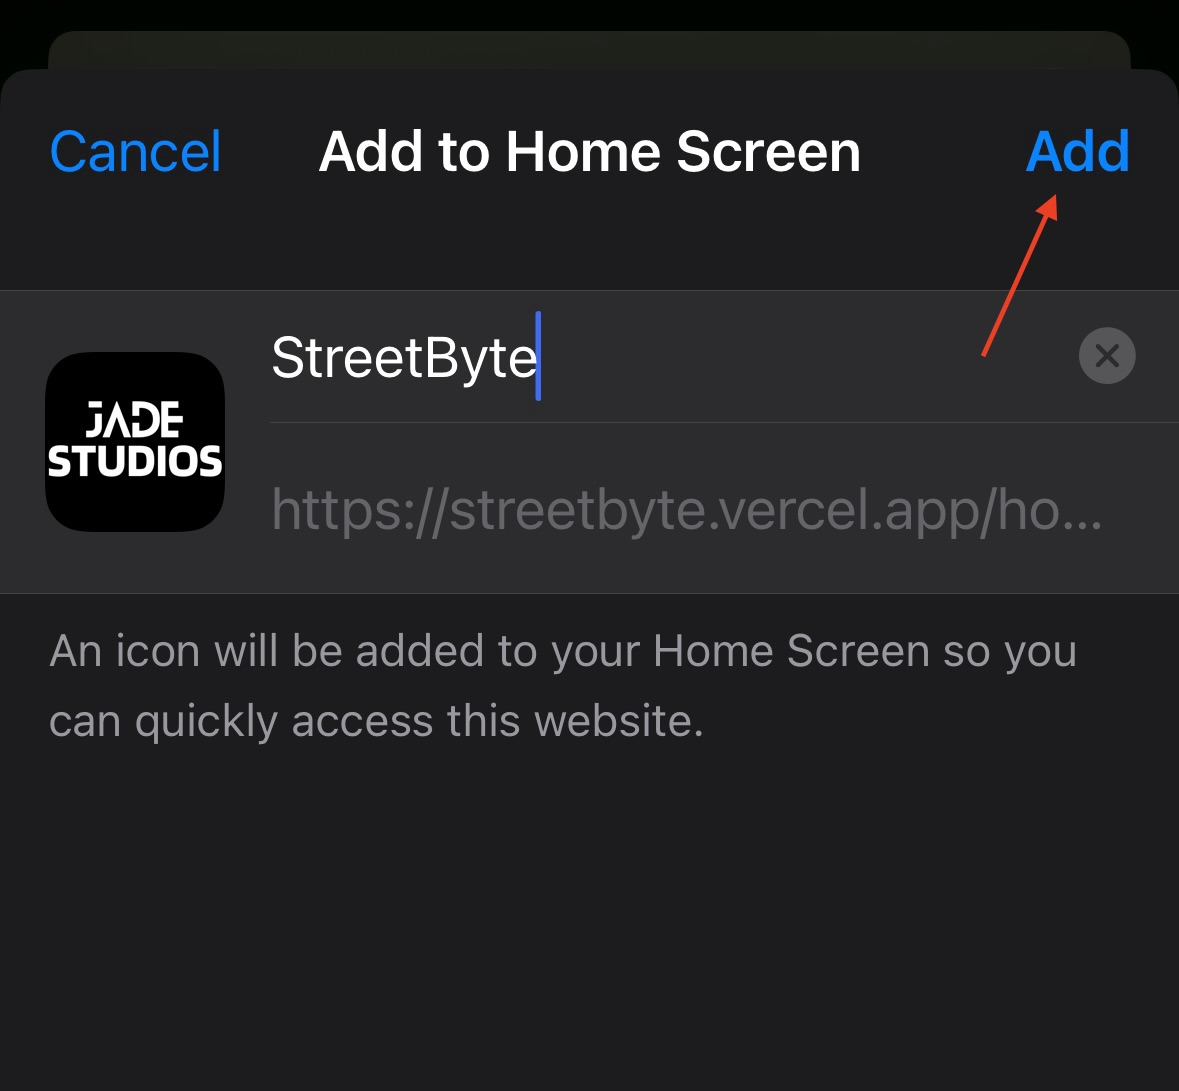 Cancel
Add to Home Screen
Add
StreetByte
JADE
STUDIOS
https://streetbyte.vercel.app/ho...
An icon will be added to your Home Screen so you
can quickly access this website.